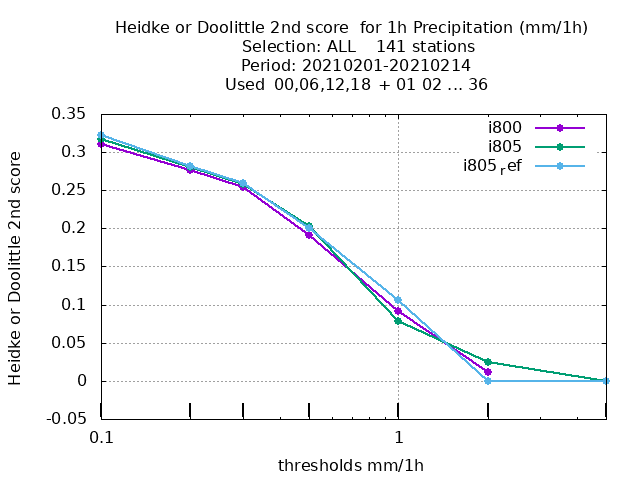 Heidke or Doolittle 2nd score  for 1h Precipitation (mm/1h)
Selection: ALL    141 stations
Period: 20210201-20210214
Used  00,06,12,18  + 01 02 ... 36
0.35
0.3
0.25
0.2
0.15
0.1
0.05
0
-0.05
Heidke or Doolittle 2nd score
i800
i805
i805ref
0.1
1
thresholds mm/1h